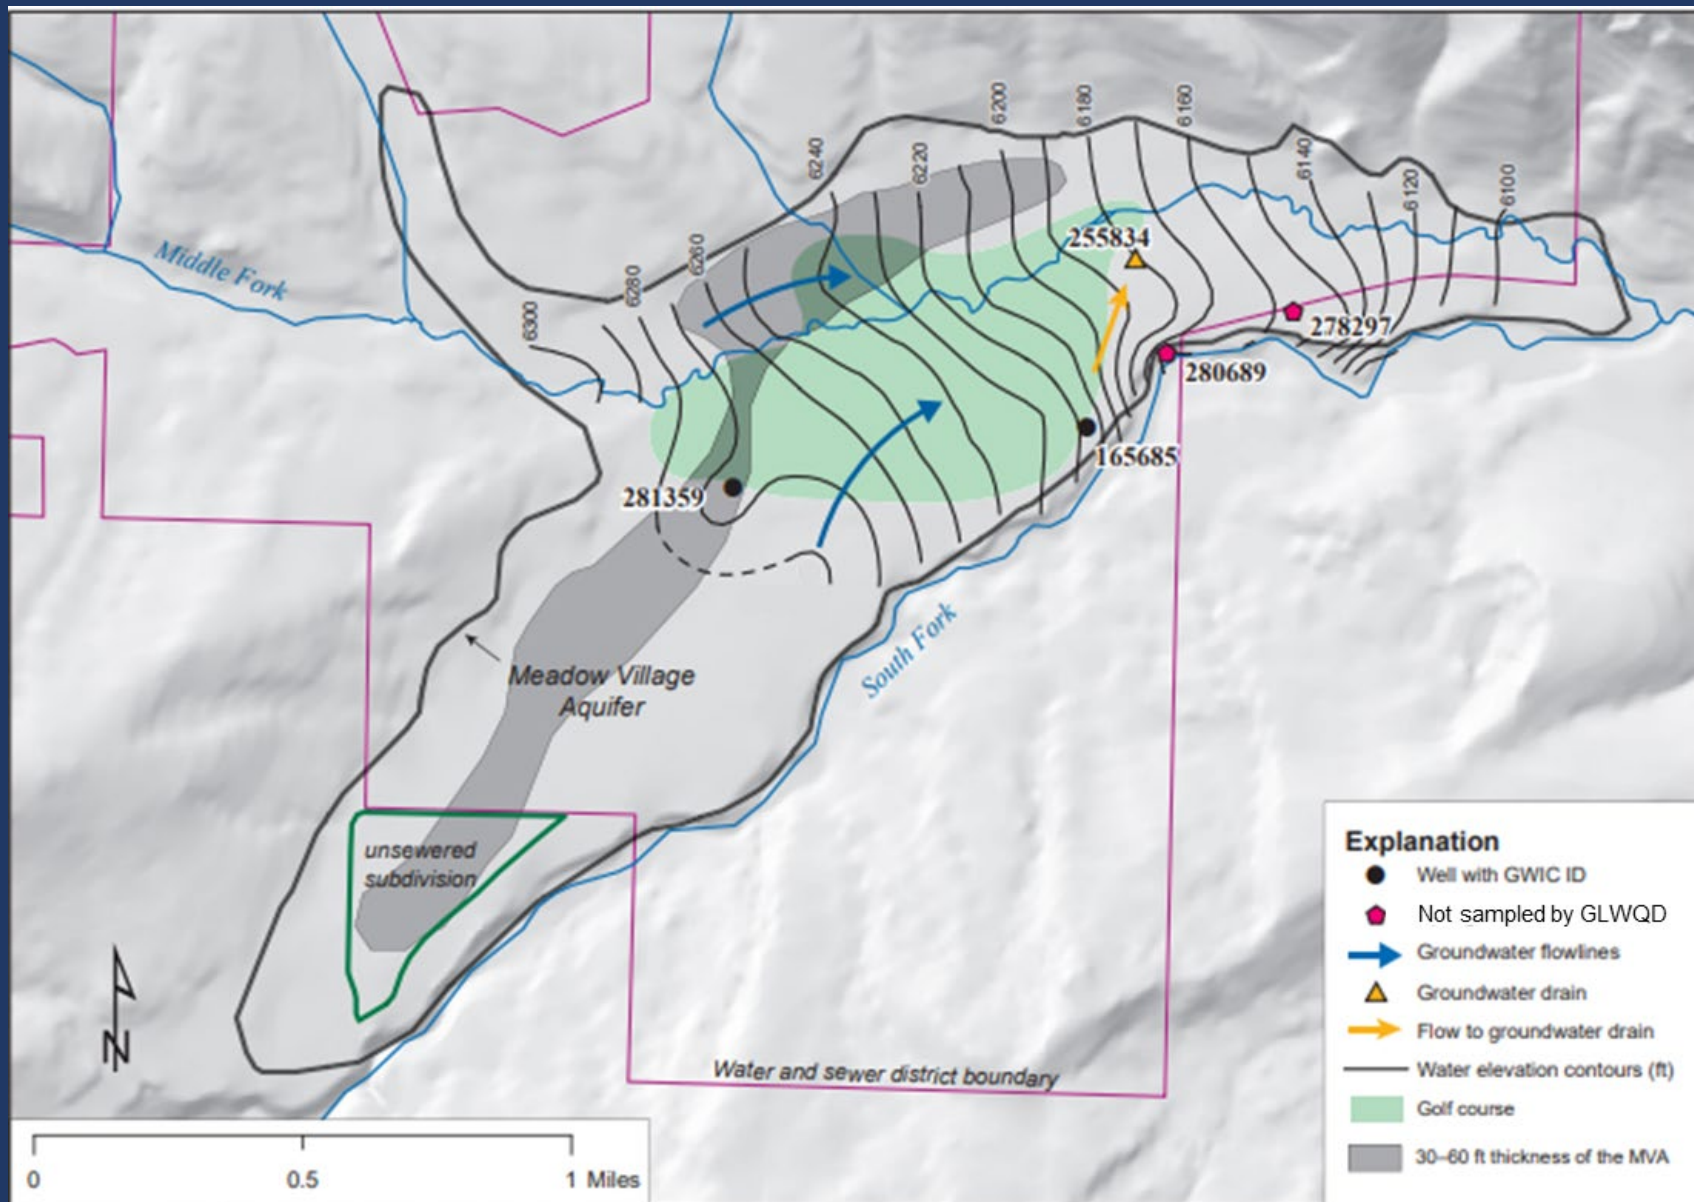 6200
6180
6160
6240
6220
6140
6120
6100
6260
6280
6300
Middle Fork
255834
278297
280689
165685
281359
South Fork
Meadow Village
Aquifer
unsewered
subdivision
Water and sewer district boundary
N
0
0.5
1 Miles
Explanation
Well with GWIC ID
Not sampled by GLWQD
Groundwater flowlines
Groundwater drain
Flow to groundwater drain
Water elevation contours (ft)
Golf course
30–60 ft thickness of the MVA